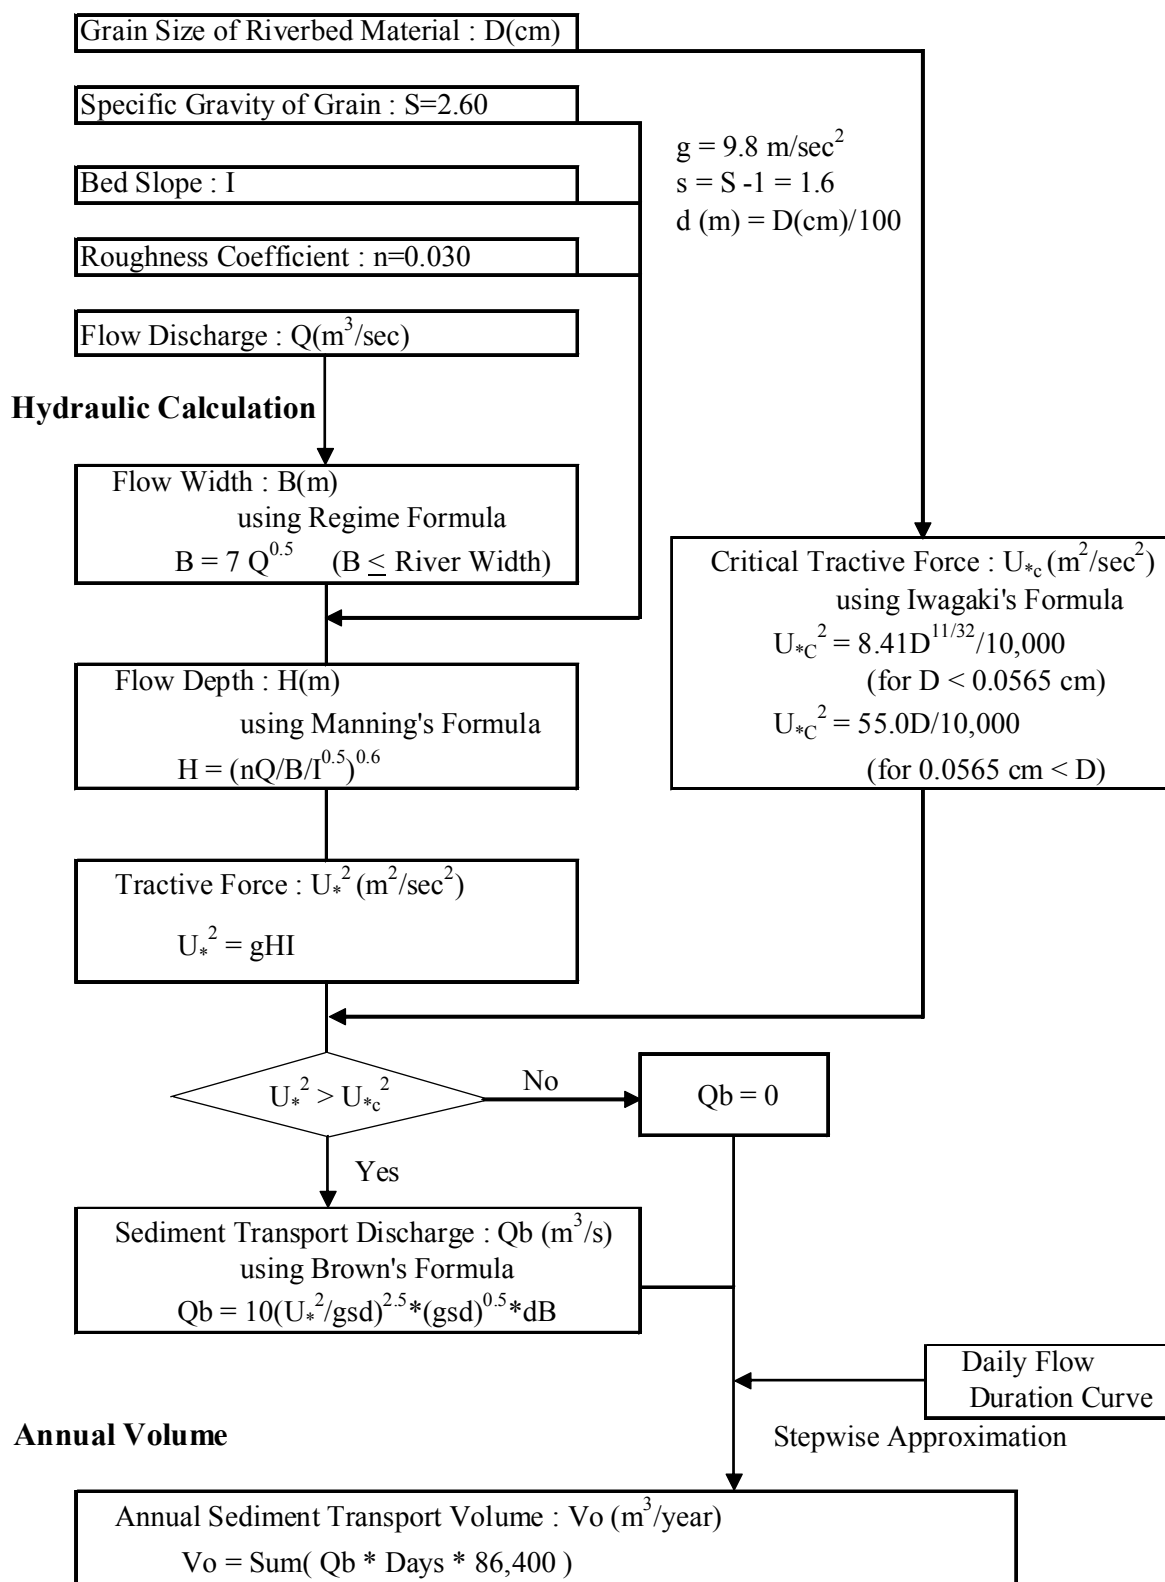 Grain Size of Riverbed Material : D(cm)
Specific Gravity of Grain : S=2.60
g = 9.8 m/sec²
s = S -1 = 1.6
d (m) = D(cm)/100
Bed Slope : I
Roughness Coefficient : n=0.030
Flow Discharge : Q(m³/sec)
Hydraulic Calculation
Flow Width : B(m)
using Regime Formula
B = 7 Q^0.5 (B ≤ River Width)
Critical Tractive Force : U*c (m²/sec²)
using Iwagaki's Formula
U*C² = 8.41D^11/32/10,000
(for D < 0.0565 cm)
U*C² = 55.0D/10,000
(for 0.0565 cm < D)
Flow Depth : H(m)
using Manning's Formula
H = (nQ/B/I^0.5)^0.6
Tractive Force : U*² (m²/sec²)
U*² = gHI
U*² > U*c²
No
Qb = 0
Yes
Sediment Transport Discharge : Qb (m³/s)
using Brown's Formula
Qb = 10(U*²/gsd)^2.5*(gsd)^0.5*dB
Daily Flow
Duration Curve
Annual Volume
Stepwise Approximation
Annual Sediment Transport Volume : Vo (m³/year)
Vo = Sum( Qb * Days * 86,400 )